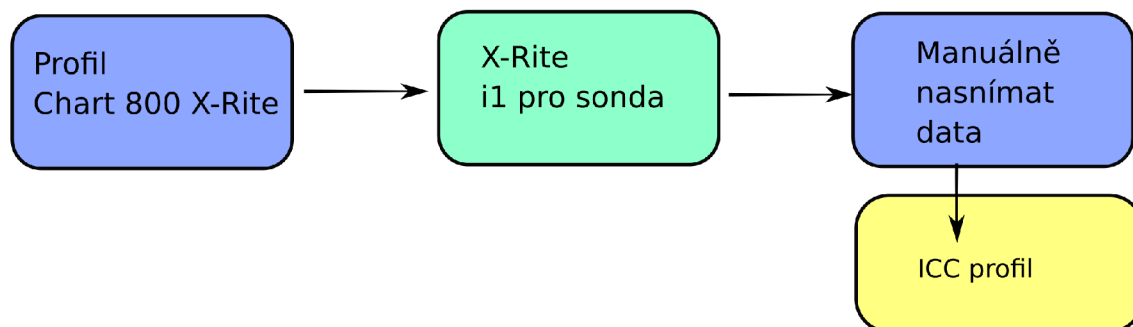 Profil
Chart 800 X-Rite
X-Rite
i1 pro sonda
Manuálně
nasnímat
data
ICC profil